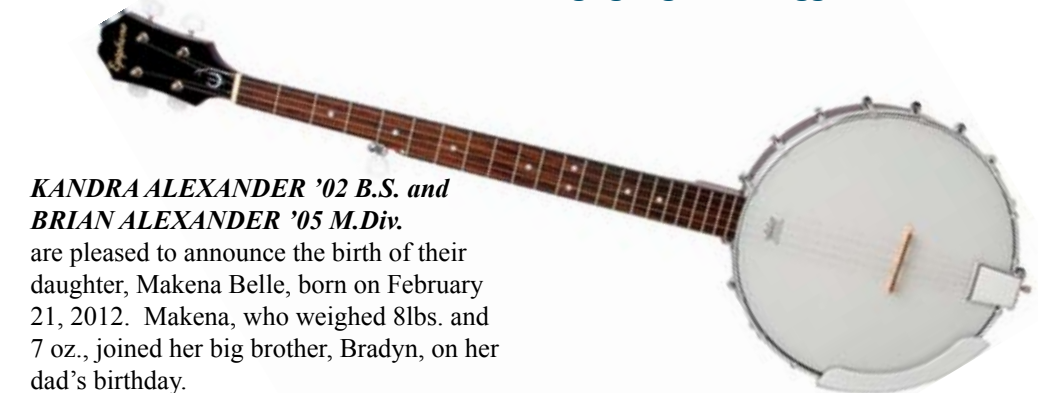 Epiphone
KANDRA ALEXANDER ’02 B.S. and
BRIAN ALEXANDER ’05 M.Div.
are pleased to announce the birth of their
daughter, Makena Belle, born on February
21, 2012.  Makena, who weighed 8lbs. and
7 oz., joined her big brother, Bradyn, on her
dad’s birthday.